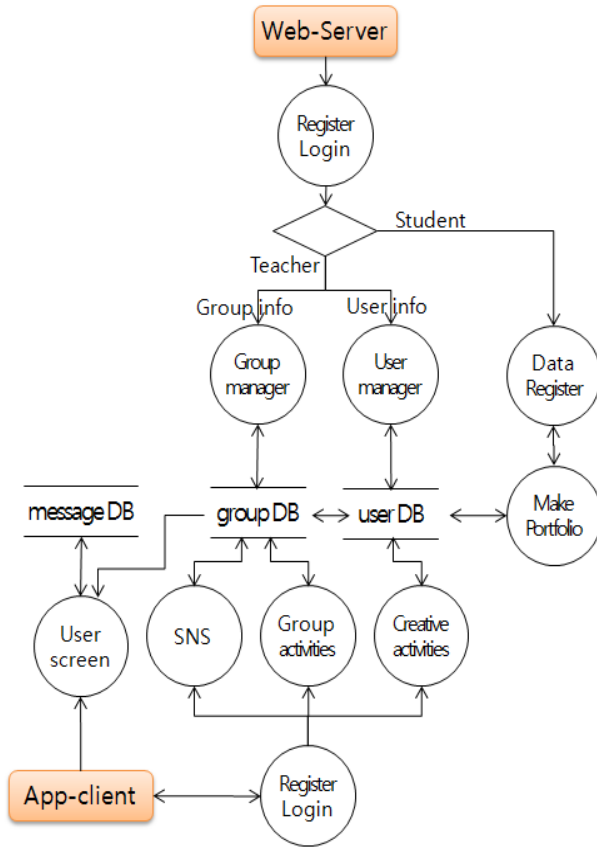 Web-Server
Register
Login
Student
Teacher
Group info
User info
Group
manager
User
manager
Data
Register
message DB
group DB
user DB
Make
Portfolio
User
screen
SNS
Group
activities
Creative
activities
App-client
Register
Login